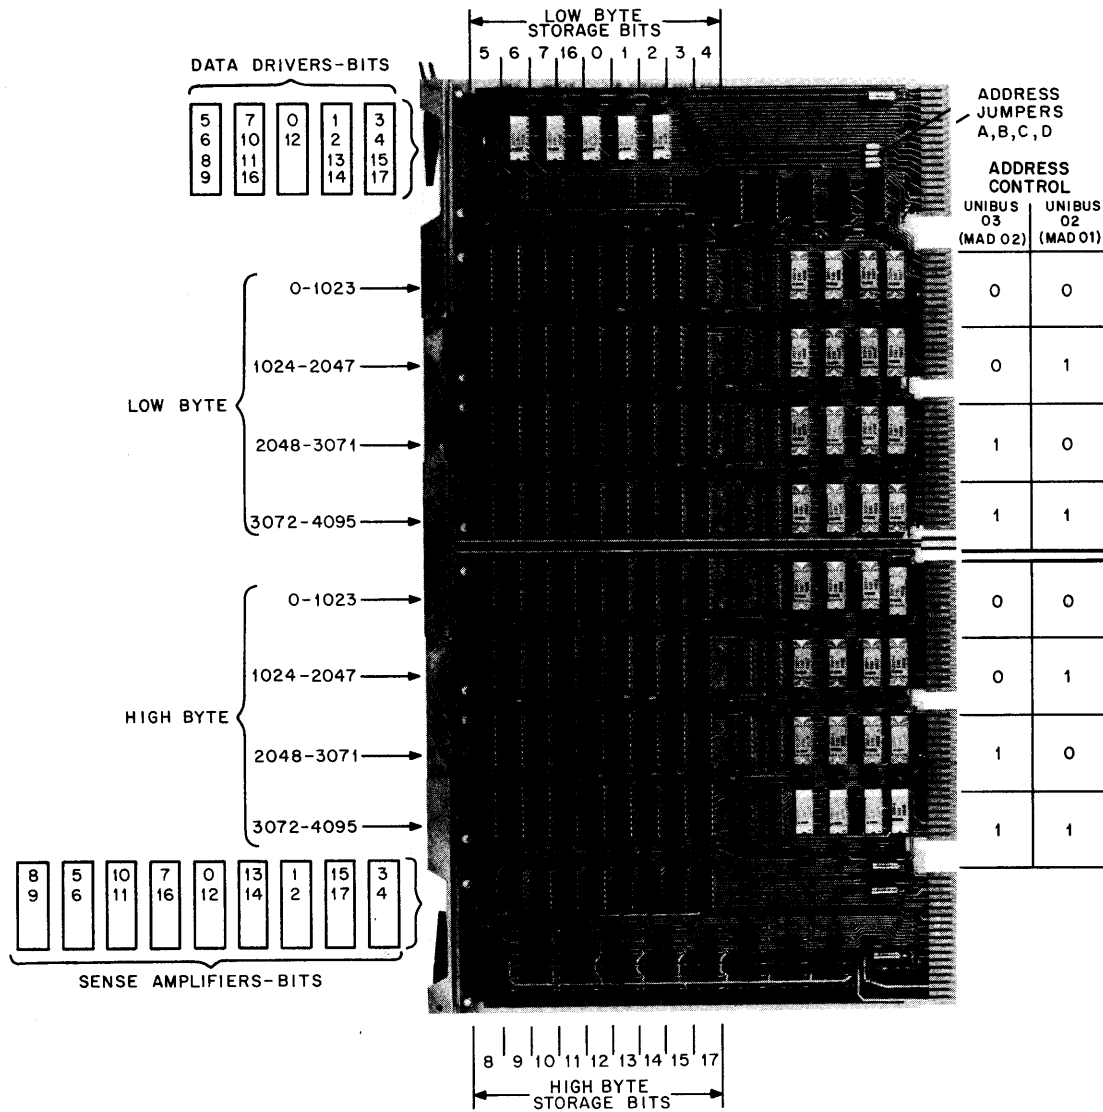 LOW BYTE
STORAGE BITS
5 6 7 16 0 1 2 3 4
DATA DRIVERS-BITS
5 7 0 1 3
6 10 12 2 4
8 11 13 15
9 16 14 17
ADDRESS
JUMPERS
A,B,C,D
ADDRESS
CONTROL
UNIBUS UNIBUS
03 02
(MAD 02) (MAD 01)
LOW BYTE
0-1023 0 0
1024-2047 0 1
2048-3071 1 0
3072-4095 1 1
HIGH BYTE
0-1023 0 0
1024-2047 0 1
2048-3071 1 0
3072-4095 1 1
8 5 10 7 0 13 1 15 3
9 6 11 16 12 14 2 17 4
SENSE AMPLIFIERS-BITS
8 9 10 11 12 13 14 15 17
HIGH BYTE
STORAGE BITS